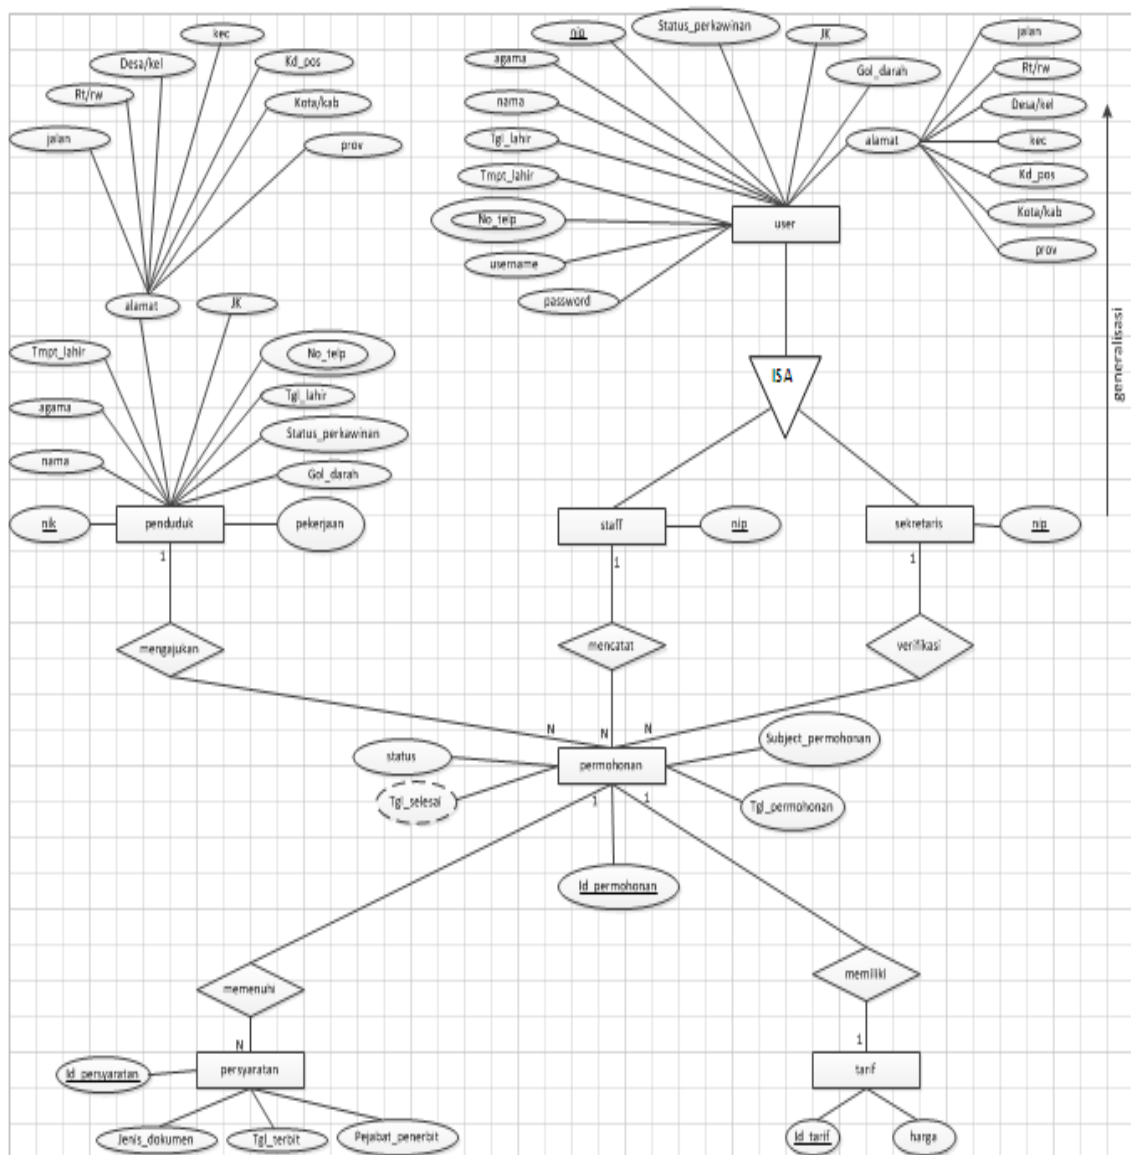 kec
Desa/kel
Kd_pos
Rt/rw
Kota/kab
jalan
prov
alamat
JK
Tmpt_lahir
No_telp
Tgl_lahir
agama
Status_perkawinan
nama
Gol_darah
nik
penduduk
pekerjaan
1
mengajukan
N
nip
Status_perkawinan
JK
agama
Gol_darah
nama
Tgl_lahir
alamat
Tmpt_lahir
No_telp
user
username
password
jalan
Rt/rw
Desa/kel
kec
Kd_pos
Kota/kab
prov
generalisasi
ISA
staff
nip
sekretaris
nip
1
1
mencatat
verifikasi
N
N
status
permohonan
Subject_permohonan
Tgl_selesai
Tgl_permohonan
1
1
Id_permohonan
memenuhi
memiliki
N
1
Id_persyaratan
persyaratan
tarif
Jenis_dokumen
Tgl_terbit
Pejabat_penerbit
Id_tarif
harga